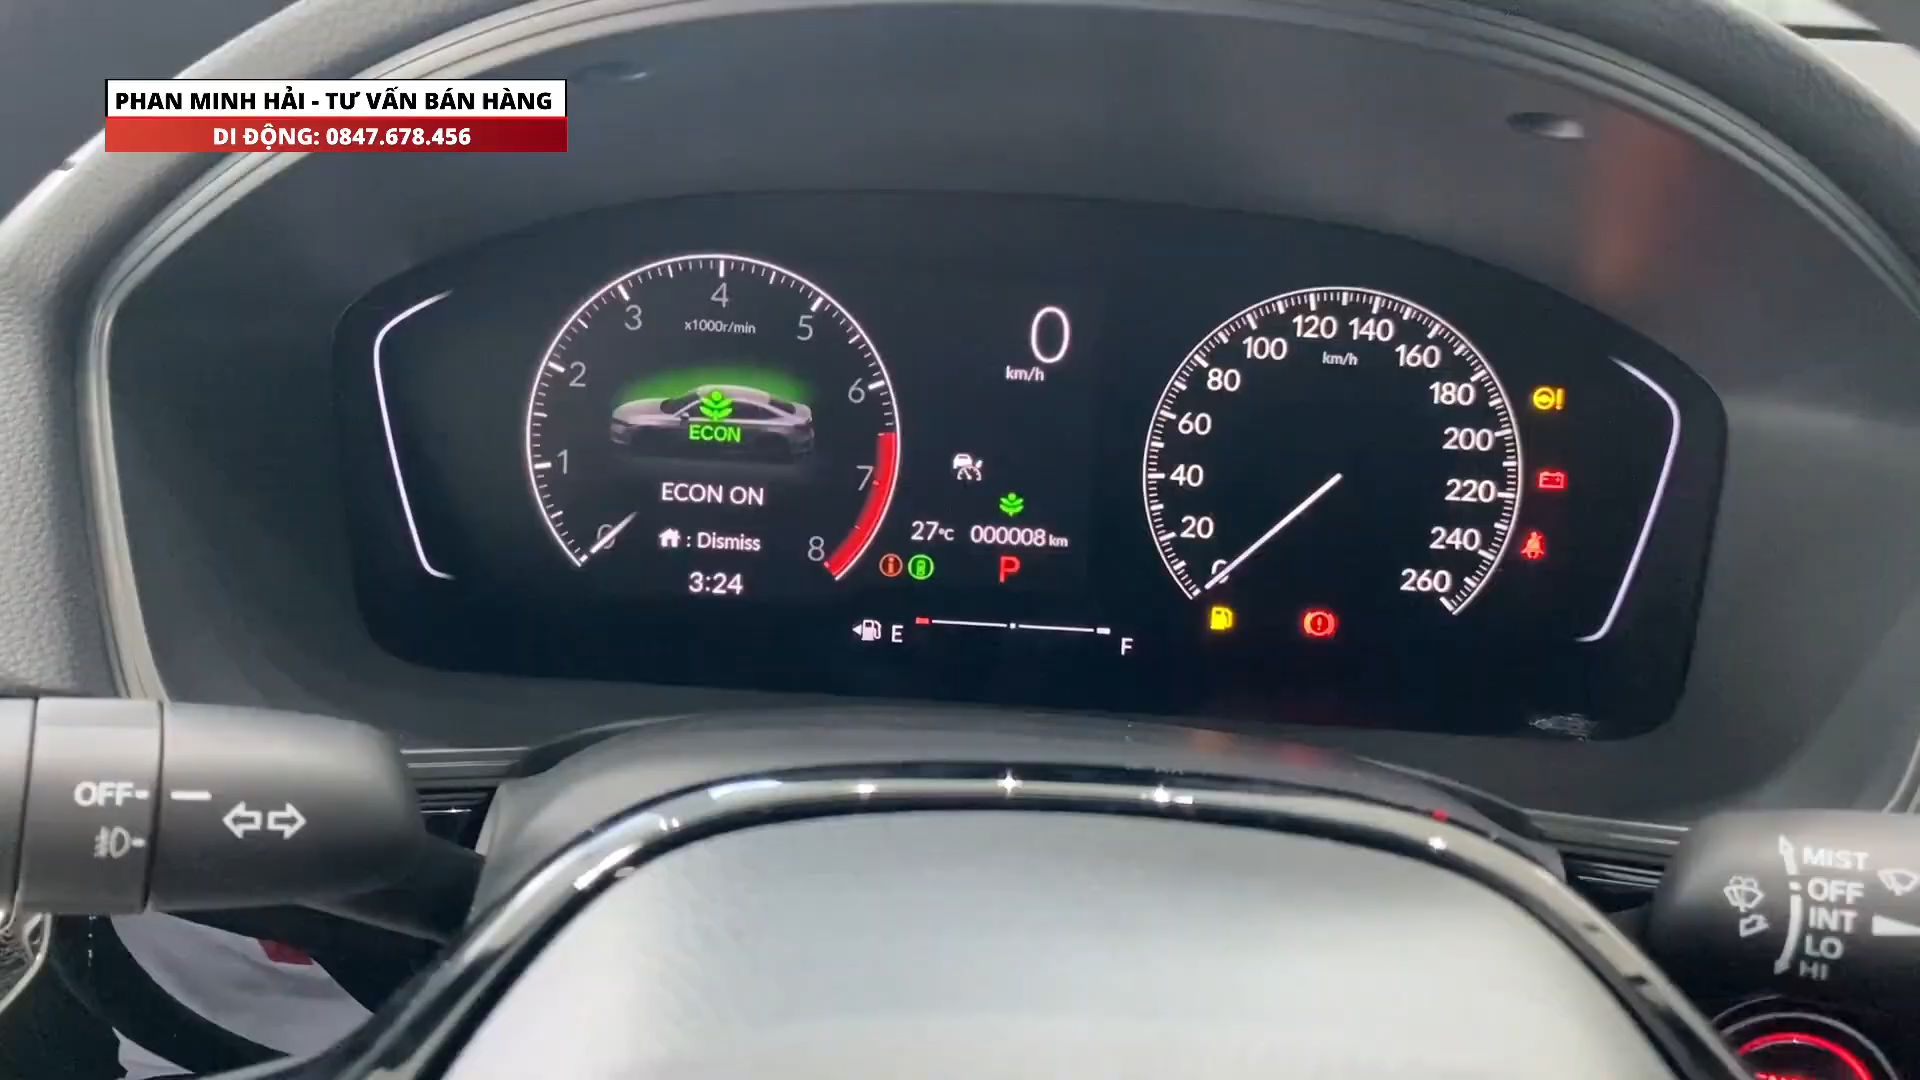 PHAN MINH HẢI - TƯ VẤN BÁN HÀNG
DI ĐỘNG: 0847.678.456
0
1
2
3
4
5
6
7
8
x1000r/min
ECON
ECON ON
: Dismiss
3:24
0
km/h
27°C 000008 km
P
E
F
0
20
40
60
80
100
120
140
160
180
200
220
240
260
km/h
OFF
MIST
OFF
INT
LO
HI